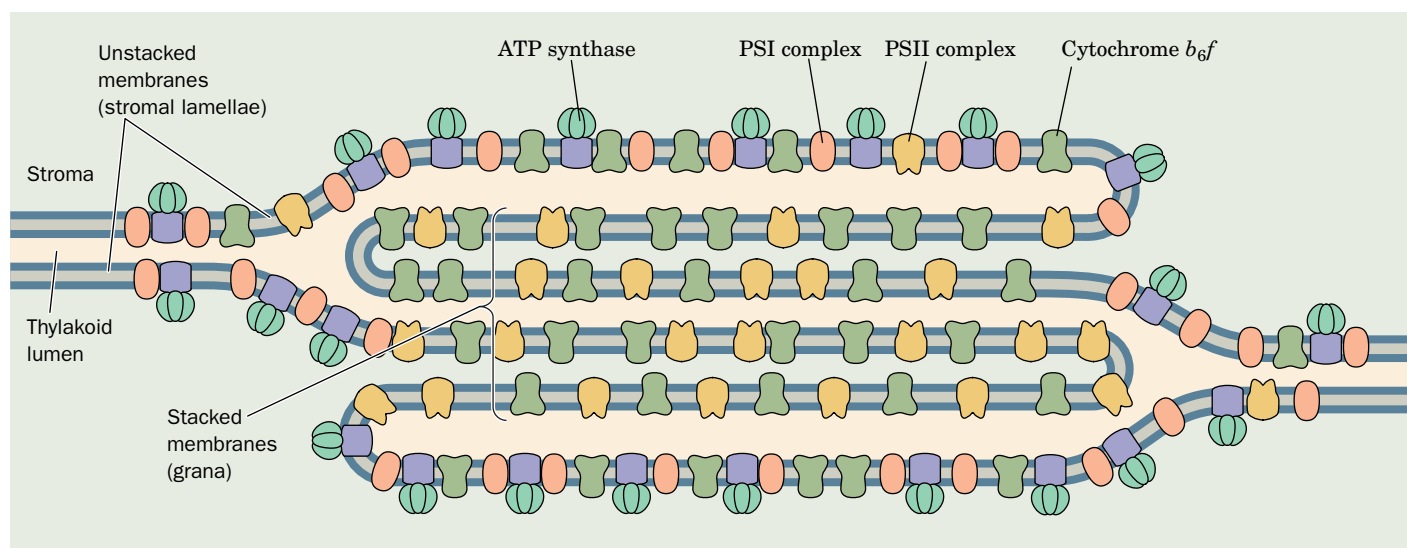 Unstacked
membranes
(stromal lamellae)
ATP synthase
PSI complex
PSII complex
Cytochrome b₆f
Stroma
Thylakoid
lumen
Stacked
membranes
(grana)